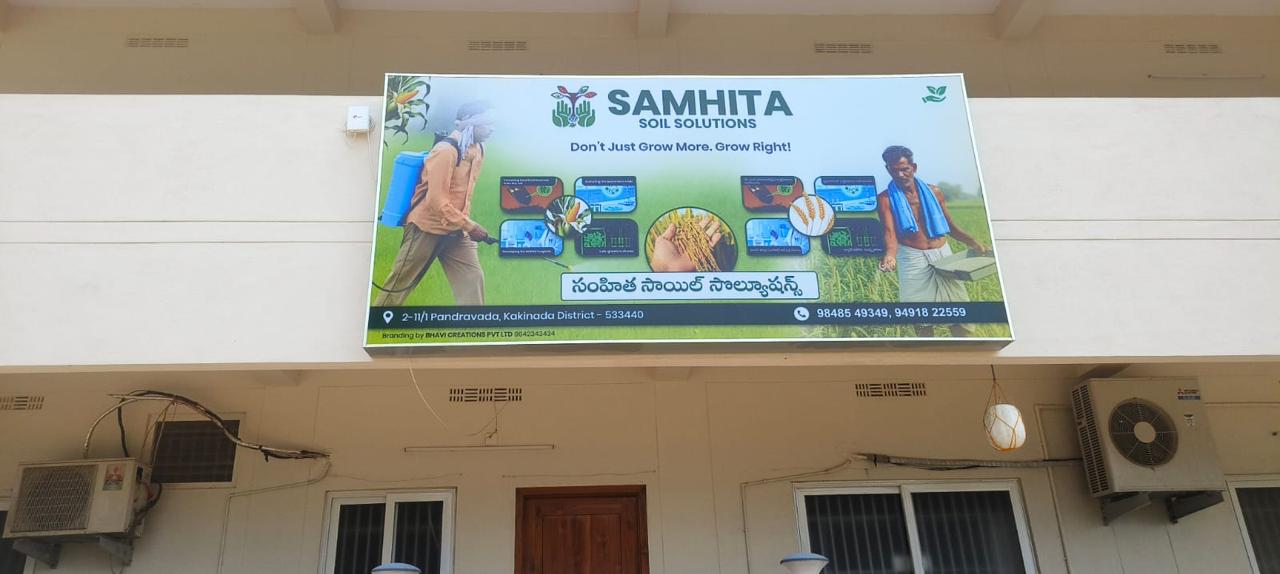 SAMHITA
SOIL SOLUTIONS
Don't Just Grow More. Grow Right!
సంహిత సాయిల్ సొల్యూషన్స్
2-11/1 Pandravada, Kakinada District - 533440
98485 49349, 94918 22559
Branding by BHAVI CREATIONS PVT LTD 9642343434